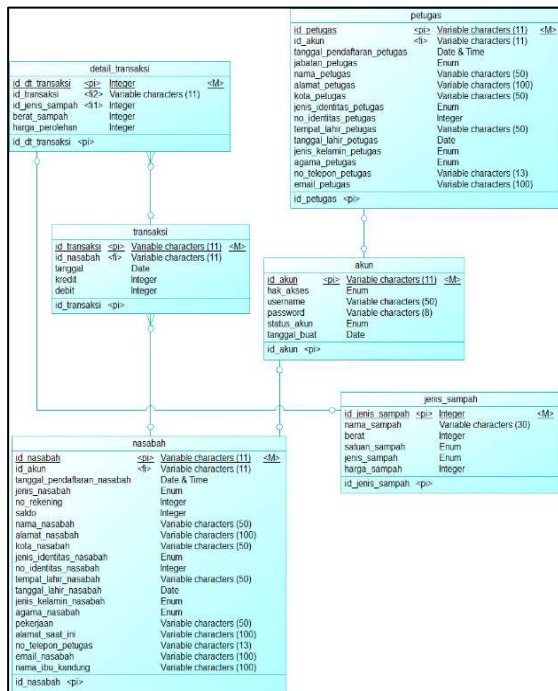 petugas
id_petugas <pi> Variable characters (11) <M>
id_akun <fi> Variable characters (11)
tanggal_pendaftaran_petugas Date & Time
jabatan_petugas Enum
nama_petugas Variable characters (50)
alamat_petugas Variable characters (100)
kota_petugas Variable characters (50)
jenis_identitas_petugas Enum
no_identitas_petugas Integer
tempat_lahir_petugas Variable characters (50)
tanggal_lahir_petugas Date
jenis_kelamin_petugas Enum
agama_petugas Enum
no_telepon_petugas Variable characters (13)
email_petugas Variable characters (100)
id_petugas <pi>
detail_transaksi
id_dt_transaksi <pi> Integer <M>
id_transaksi <fi2> Variable characters (11)
id_jenis_sampah <fi1> Integer
berat_sampah Integer
harga_perolehan Integer
id_dt_transaksi <pi>
transaksi
id_transaksi <pi> Variable characters (11) <M>
id_nasabah <fi> Variable characters (11)
tanggal Date
kredit Integer
debit Integer
id_transaksi <pi>
akun
id_akun <pi> Variable characters (11) <M>
hak_akses Enum
username Variable characters (50)
password Variable characters (8)
status_akun Enum
tanggal_buat Date
id_akun <pi>
jenis_sampah
id_jenis_sampah <pi> Integer <M>
nama_sampah Variable characters (30)
berat Integer
satuan_sampah Enum
jenis_sampah Enum
harga_sampah Integer
id_jenis_sampah <pi>
nasabah
id_nasabah <pi> Variable characters (11) <M>
id_akun <fi> Variable characters (11)
tanggal_pendaftaran_nasabah Date & Time
jenis_nasabah Enum
no_rekening Integer
saldo Integer
nama_nasabah Variable characters (50)
alamat_nasabah Variable characters (100)
kota_nasabah Variable characters (50)
jenis_identitas_nasabah Enum
no_identitas_nasabah Integer
tempat_lahir_nasabah Variable characters (50)
tanggal_lahir_nasabah Date
jenis_kelamin_nasabah Enum
agama_nasabah Enum
pekerjaan Variable characters (50)
alamat_saat_ini Variable characters (100)
no_telepon_petugas Variable characters (13)
email_nasabah Variable characters (100)
nama_ibu_kandung Variable characters (100)
id_nasabah <pi>